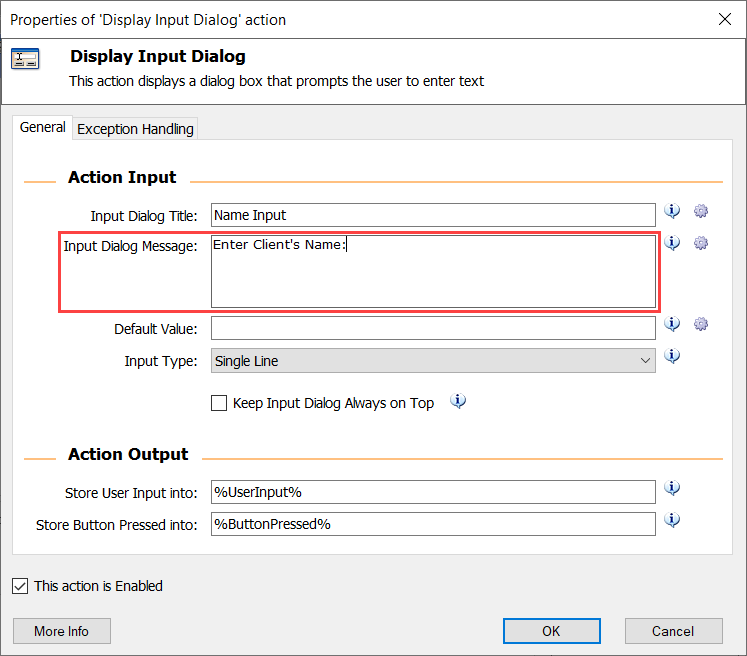 Properties of 'Display Input Dialog' action
Display Input Dialog
This action displays a dialog box that prompts the user to enter text
General
Exception Handling
Action Input
Input Dialog Title: Name Input
Input Dialog Message: Enter Client's Name:
Default Value:
Input Type: Single Line
Keep Input Dialog Always on Top
Action Output
Store User Input into: %UserInput%
Store Button Pressed into: %ButtonPressed%
This action is Enabled
More Info
OK
Cancel